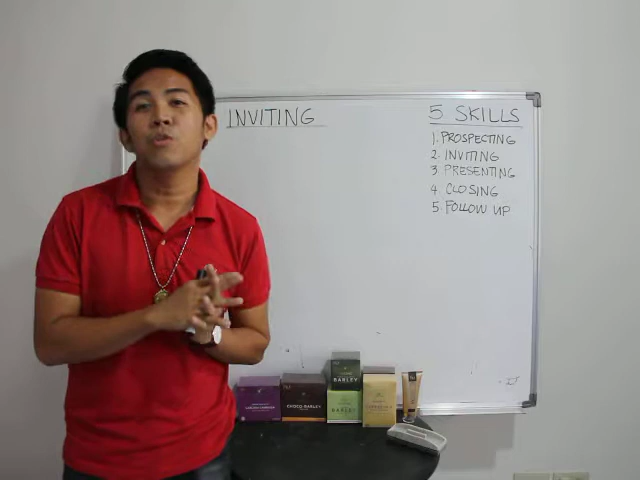 INVITING
5 SKILLS
1. PROSPECTING
2. INVITING
3 PRESENTING
4. CLOSING
5. FOLLOW UP
CHOCO BARLEY
BARLEY